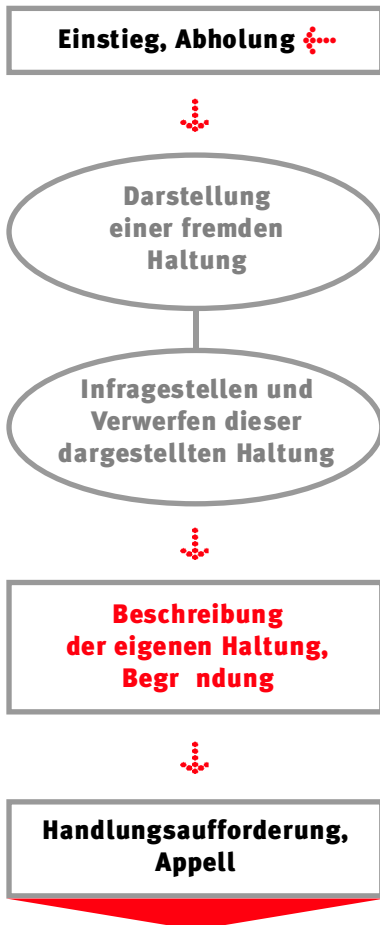 Einstieg, Abholung
Darstellung
einer fremden
Haltung
Infragestellen und
Verwerfen dieser
dargestellten Haltung
Beschreibung
der eigenen Haltung,
Begr ndung
Handlungsaufforderung,
Appell